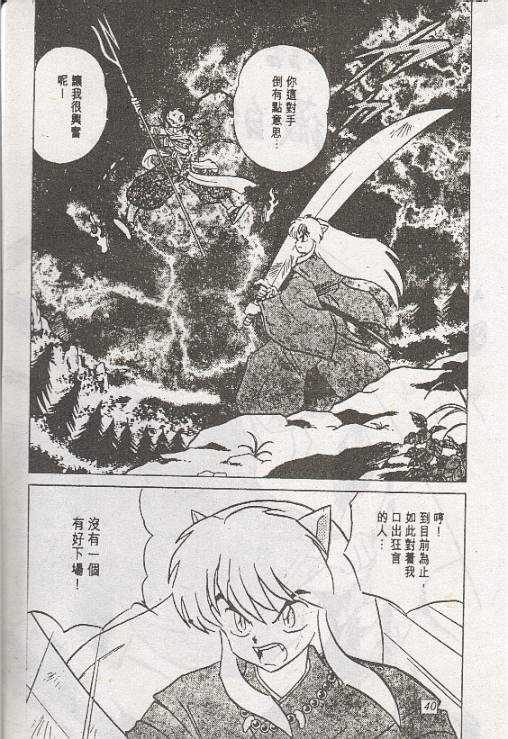 你這對手
倒有點意思…
讓我很興奮
呢－
哼！
到目前為止，
如此對著我
口出狂言
的人…
沒有一個
有好下場！
40